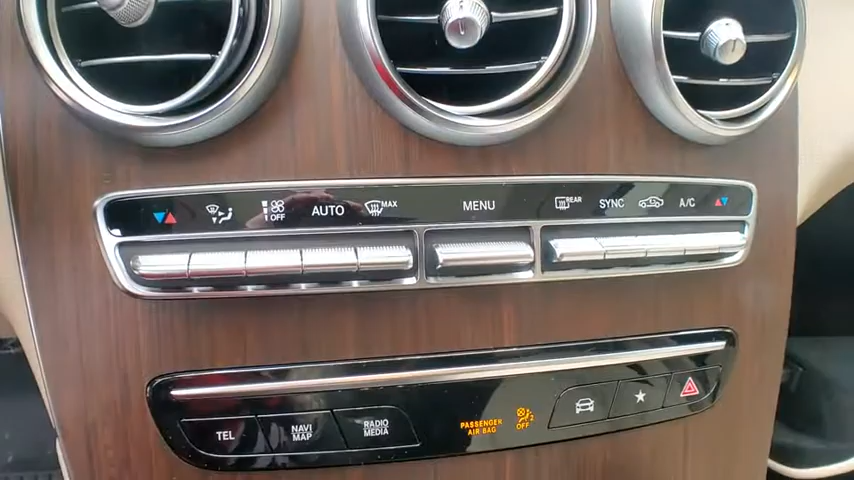 OFF AUTO MAX MENU REAR SYNC A/C
TEL
NAVI
MAP
RADIO
MEDIA
PASSENGER
AIR BAG
OFF